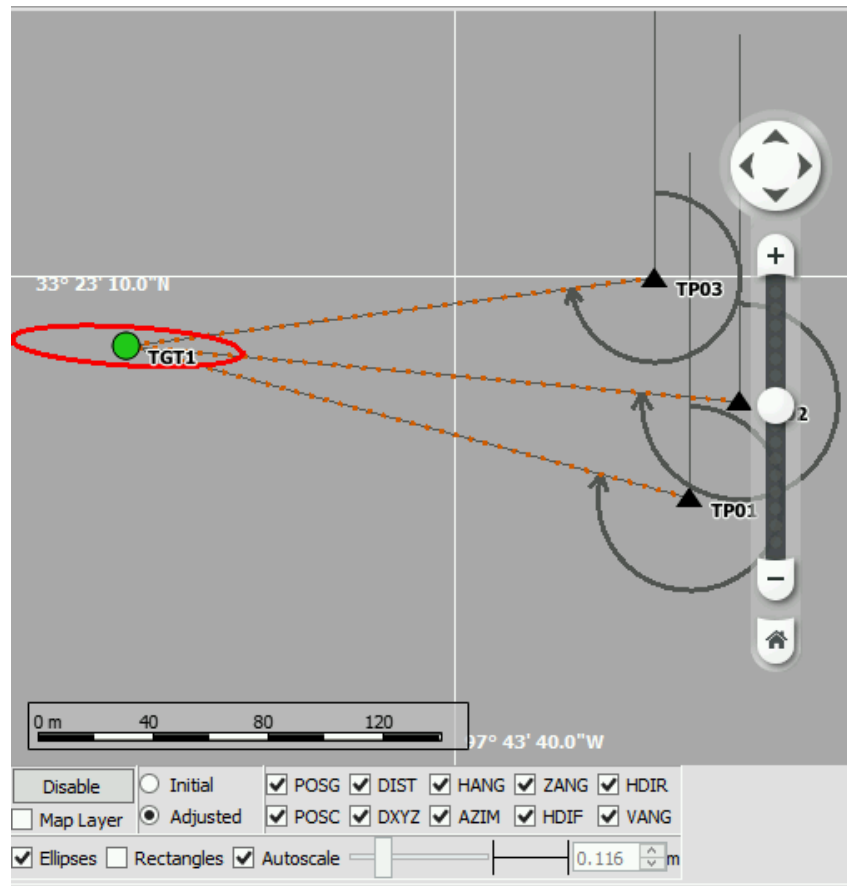 33° 23' 10.0"N
TP03
TGT1
2
TP01
0 m 40 80 120
97° 43' 40.0"W
Disable Initial POSG DIST HANG ZANG HDIR
Map Layer Adjusted POSC DXYZ AZIM HDIF VANG
Ellipses Rectangles Autoscale 0.116 m